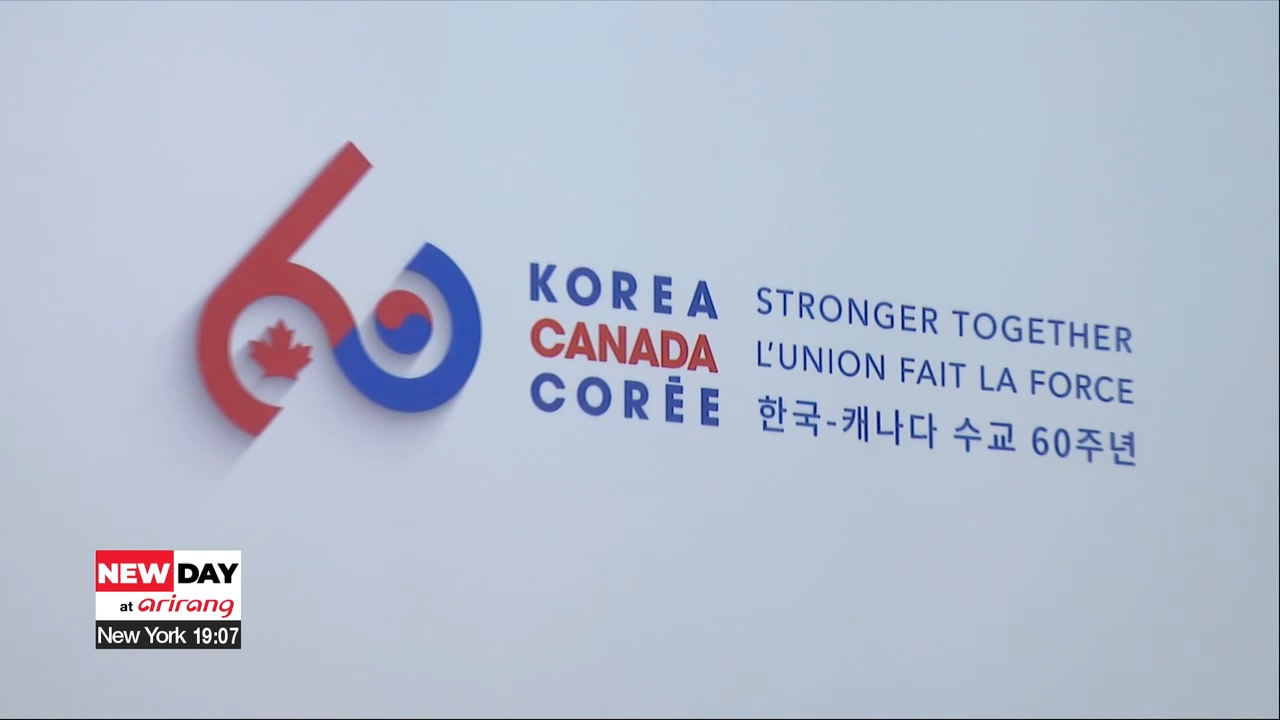 60
KOREA
CANADA
CORÉE
STRONGER TOGETHER
L'UNION FAIT LA FORCE
한국-캐나다 수교 60주년
NEW DAY
at arirang
New York 19:07